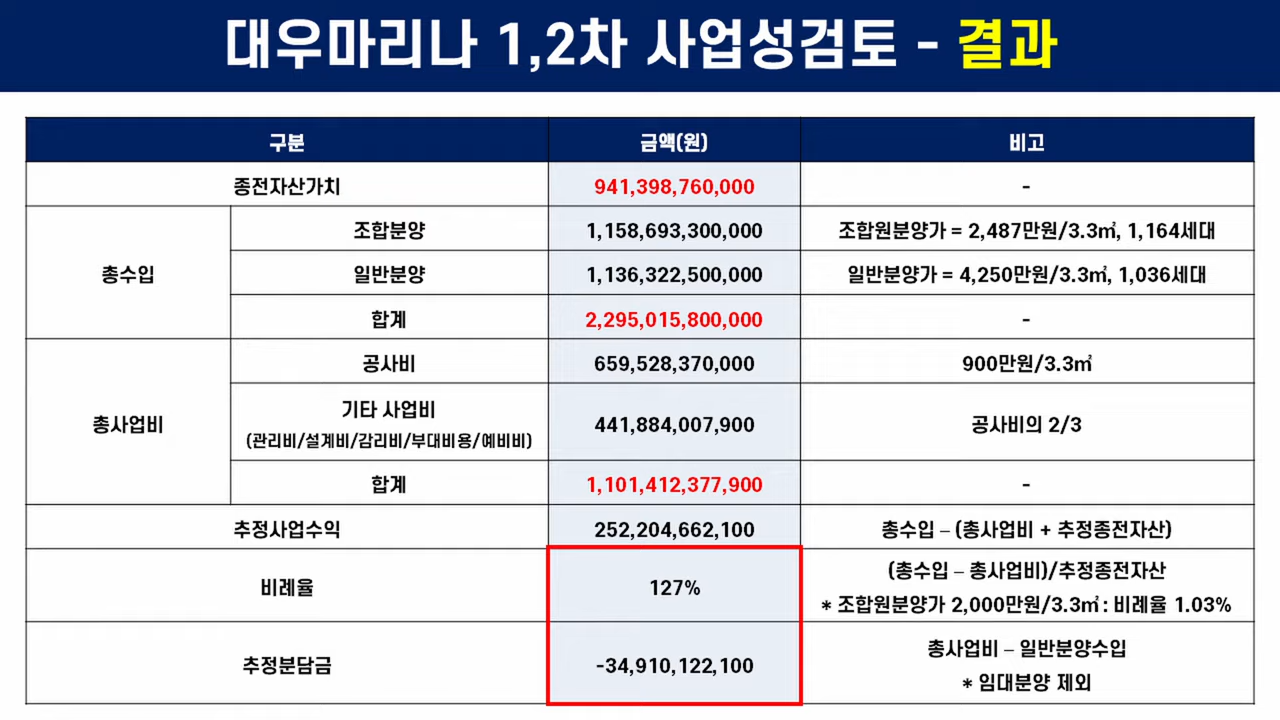 대우마리나 1,2차 사업성검토 - 결과
구분 금액(원) 비고
종전자산가치 941,398,760,000 -
총수입 조합분양 1,158,693,300,000 조합원분양가 = 2,487만원/3.3㎡, 1,164세대
일반분양 1,136,322,500,000 일반분양가 = 4,250만원/3.3㎡, 1,036세대
합계 2,295,015,800,000 -
총사업비 공사비 659,528,370,000 900만원/3.3㎡
기타 사업비
(관리비/설계비/감리비/부대비용/예비비) 441,884,007,900 공사비의 2/3
합계 1,101,412,377,900 -
추정사업수익 252,204,662,100 총수입 – (총사업비 + 추정종전자산)
비례율 127% (총수입 – 총사업비)/추정종전자산
* 조합원분양가 2,000만원/3.3㎡ : 비례율 1.03%
추정분담금 -34,910,122,100 총사업비 – 일반분양수입
* 임대분양 제외